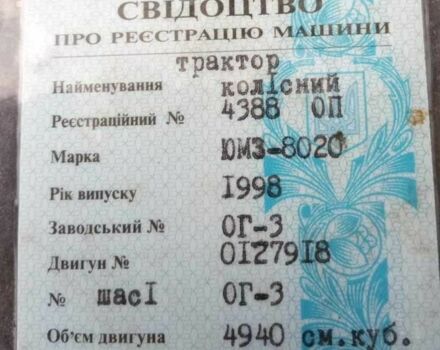 СВІДОЦТВО
ПРО РЕЄСТРАЦІЮ МАШИНИ
трактор
Найменування колісний
Реєстраційний № 4388 ОП
Марка ЮМЗ-8020
Рік випуску 1998
Заводський № ОГ-3
Двигун № 0127918
№ шасі ОГ-3
Об'єм двигуна 4940 см.куб.